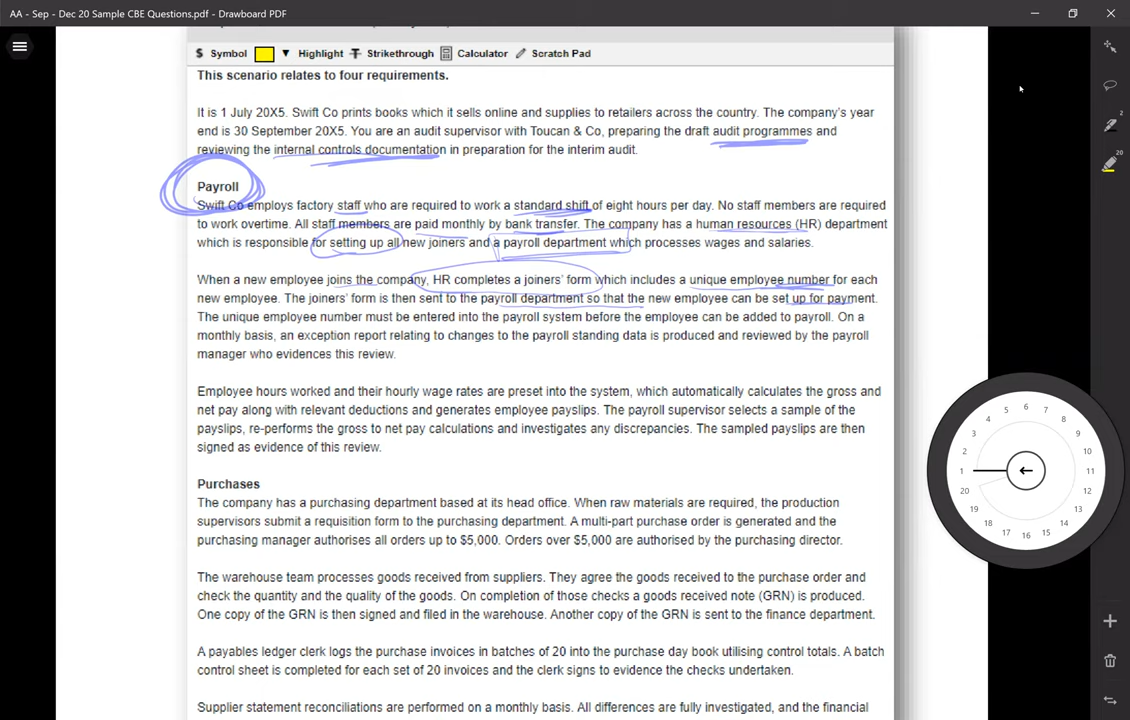 AA - Sep - Dec 20 Sample CBE Questions.pdf - Drawboard PDF
$ Symbol Highlight Strikethrough Calculator Scratch Pad
This scenario relates to four requirements.
It is 1 July 20X5. Swift Co prints books which it sells online and supplies to retailers across the country. The company's year
end is 30 September 20X5. You are an audit supervisor with Toucan & Co, preparing the draft audit programmes and
reviewing the internal controls documentation in preparation for the interim audit.
Payroll
Swift Co employs factory staff who are required to work a standard shift of eight hours per day. No staff members are required
to work overtime. All staff members are paid monthly by bank transfer. The company has a human resources (HR) department
which is responsible for setting up all new joiners and a payroll department which processes wages and salaries.
When a new employee joins the company, HR completes a joiners' form which includes a unique employee number for each
new employee. The joiners' form is then sent to the payroll department so that the new employee can be set up for payment.
The unique employee number must be entered into the payroll system before the employee can be added to payroll. On a
monthly basis, an exception report relating to changes to the payroll standing data is produced and reviewed by the payroll
manager who evidences this review.
Employee hours worked and their hourly wage rates are preset into the system, which automatically calculates the gross and
net pay along with relevant deductions and generates employee payslips. The payroll supervisor selects a sample of the
payslips, re-performs the gross to net pay calculations and investigates any discrepancies. The sampled payslips are then
signed as evidence of this review.
Purchases
The company has a purchasing department based at its head office. When raw materials are required, the production
supervisors submit a requisition form to the purchasing department. A multi-part purchase order is generated and the
purchasing manager authorises all orders up to $5,000. Orders over $5,000 are authorised by the purchasing director.
The warehouse team processes goods received from suppliers. They agree the goods received to the purchase order and
check the quantity and the quality of the goods. On completion of those checks a goods received note (GRN) is produced.
One copy of the GRN is then signed and filed in the warehouse. Another copy of the GRN is sent to the finance department.
A payables ledger clerk logs the purchase invoices in batches of 20 into the purchase day book utilising control totals. A batch
control sheet is completed for each set of 20 invoices and the clerk signs to evidence the checks undertaken.
Supplier statement reconciliations are performed on a monthly basis. All differences are fully investigated, and the financial
2
20
1
2
3
4
5
6
7
8
9
10
11
12
13
14
15
16
17
18
19
20